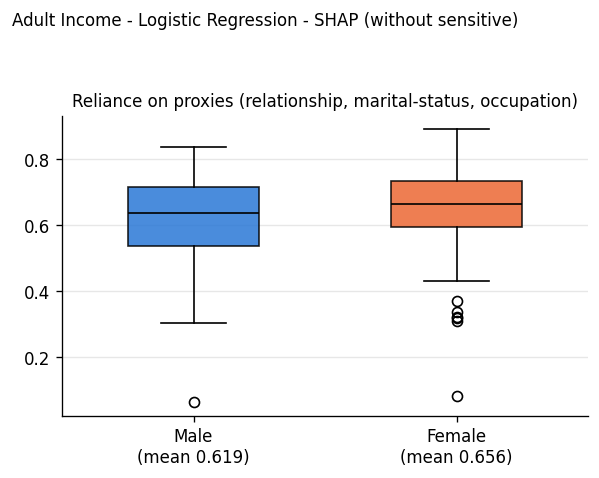 Adult Income - Logistic Regression - SHAP (without sensitive)
Reliance on proxies (relationship, marital-status, occupation)
0.8
0.6
0.4
0.2
Male
(mean 0.619)
Female
(mean 0.656)